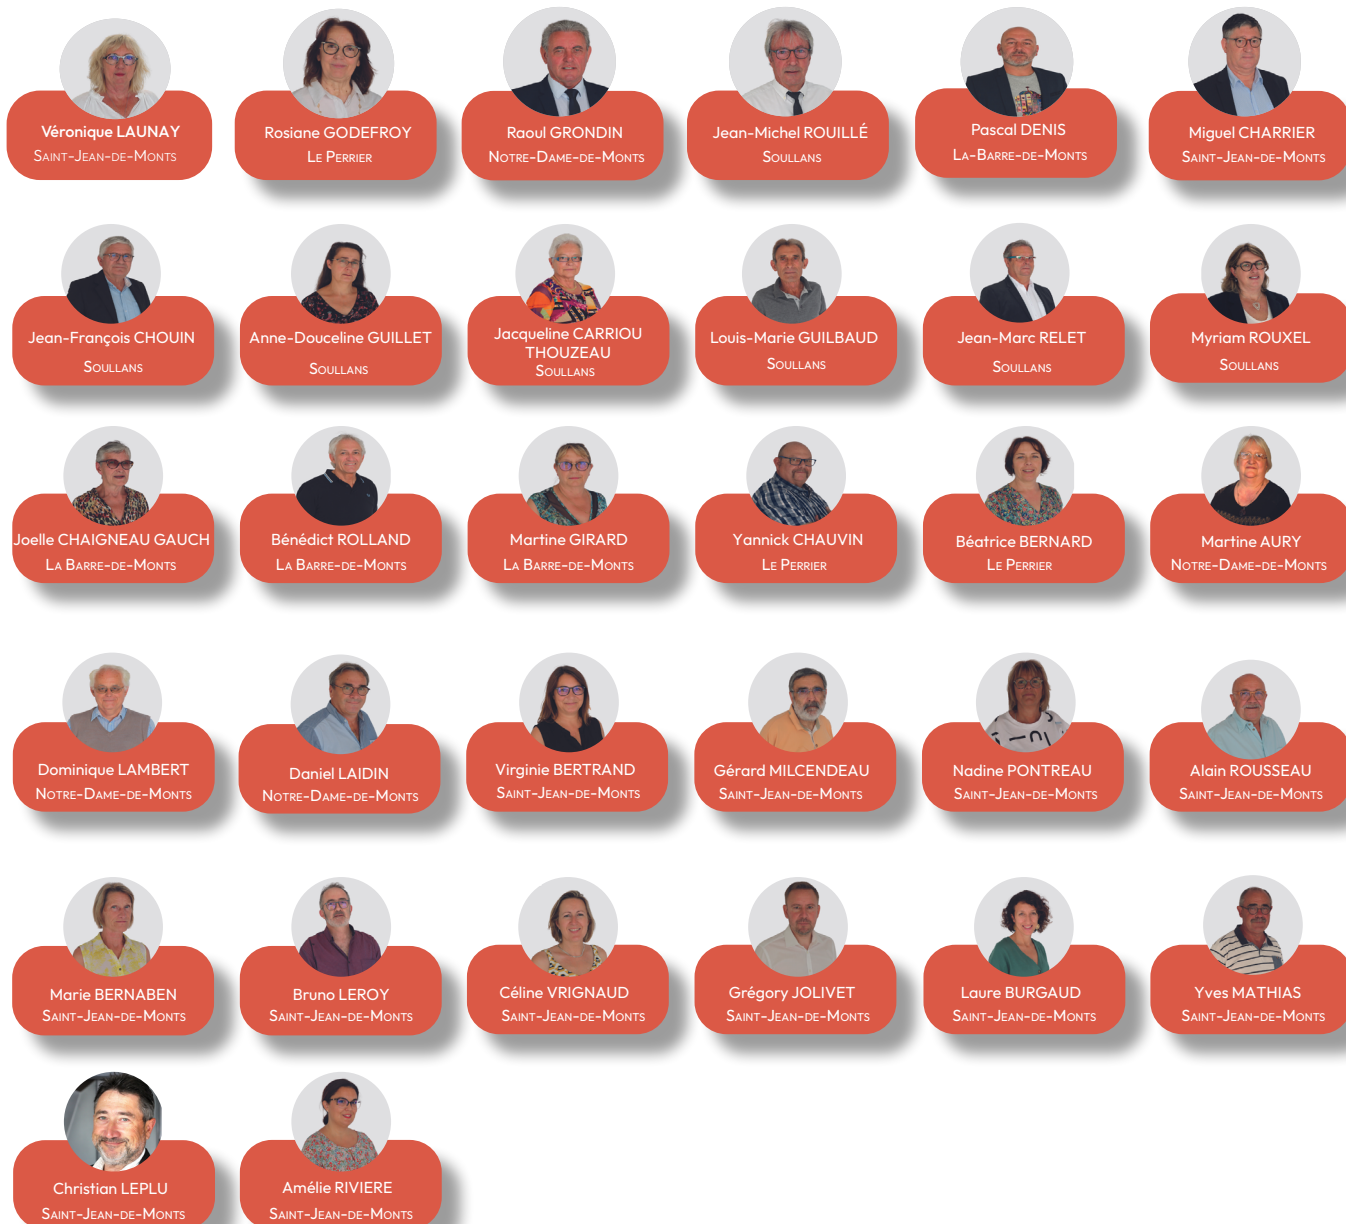 Véronique LAUNAY
Saint-Jean-de-Monts
Rosiane GODEFROY
Le Perrier
Raoul GRONDIN
Notre-Dame-de-Monts
Jean-Michel ROUILLÉ
Soullans
Pascal DENIS
La-Barre-de-Monts
Miguel CHARRIER
Saint-Jean-de-Monts
Jean-François CHOUIN
Soullans
Anne-Douceline GUILLET
Soullans
Jacqueline CARRIOU
THOUZEAU
Soullans
Louis-Marie GUILBAUD
Soullans
Jean-Marc RELET
Soullans
Myriam ROUXEL
Soullans
Joelle CHAIGNEAU GAUCH
La Barre-de-Monts
Bénédict ROLLAND
La Barre-de-Monts
Martine GIRARD
La Barre-de-Monts
Yannick CHAUVIN
Le Perrier
Béatrice BERNARD
Le Perrier
Martine AURY
Notre-Dame-de-Monts
Dominique LAMBERT
Notre-Dame-de-Monts
Daniel LAIDIN
Notre-Dame-de-Monts
Virginie BERTRAND
Saint-Jean-de-Monts
Gérard MILCENDEAU
Saint-Jean-de-Monts
Nadine PONTREAU
Saint-Jean-de-Monts
Alain ROUSSEAU
Saint-Jean-de-Monts
Marie BERNABEN
Saint-Jean-de-Monts
Bruno LEROY
Saint-Jean-de-Monts
Céline VRIGNAUD
Saint-Jean-de-Monts
Grégory JOLIVET
Saint-Jean-de-Monts
Laure BURGAUD
Saint-Jean-de-Monts
Yves MATHIAS
Saint-Jean-de-Monts
Christian LEPLU
Saint-Jean-de-Monts
Amélie RIVIERE
Saint-Jean-de-Monts